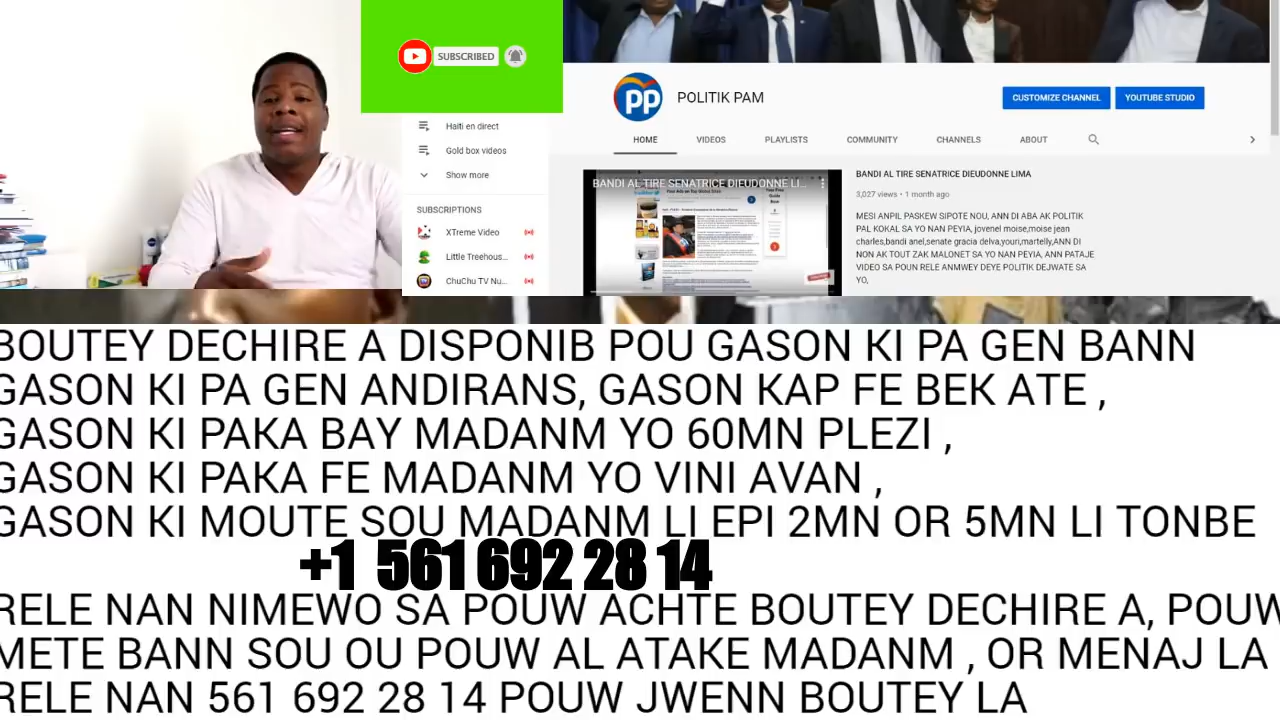 SUBSCRIBED
POLITIK PAM
CUSTOMIZE CHANNEL
YOUTUBE STUDIO
pp
HOME
VIDEOS
PLAYLISTS
COMMUNITY
CHANNELS
ABOUT
Haiti en direct
Gold box videos
Show more
SUBSCRIPTIONS
XTreme Video
Little Treehous...
ChuChu TV Nu...
BANDI AL TIRE SENATRICE DIEUDONNE LI...
BANDI AL TIRE SENATRICE DIEUDONNE LIMA
3,027 views • 1 month ago
MESI ANPIL PASKEW SIPOTE NOU, ANN DI ABA AK POLITIK
PAL KOKAL SA YO NAN PEYIA, jovenel moise,moise jean
charles,bandi anel,senate gracia delva,youri,martelly,ANN DI
NON AK TOUT ZAK MALONET SA YO NAN PEYIA, ANN PATAJE
VIDEO SA POUN RELE ANMWEY DEYE POLITIK DEJWATE SA
YO,
BOUTEY DECHIRE A DISPONIB POU GASON KI PA GEN BANN
GASON KI PA GEN ANDIRANS, GASON KAP FE BEK ATE ,
GASON KI PAKA BAY MADANM YO 60MN PLEZI ,
GASON KI PAKA FE MADANM YO VINI AVAN ,
GASON KI MOUTE SOU MADANM LI EPI 2MN OR 5MN LI TONBE
+1 561 692 28 14
RELE NAN NIMEWO SA POUW ACHTE BOUTEY DECHIRE A, POUW
METE BANN SOU OU POUW AL ATAKE MADANM , OR MENAJ LA
RELE NAN 561 692 28 14 POUW JWENN BOUTEY LA